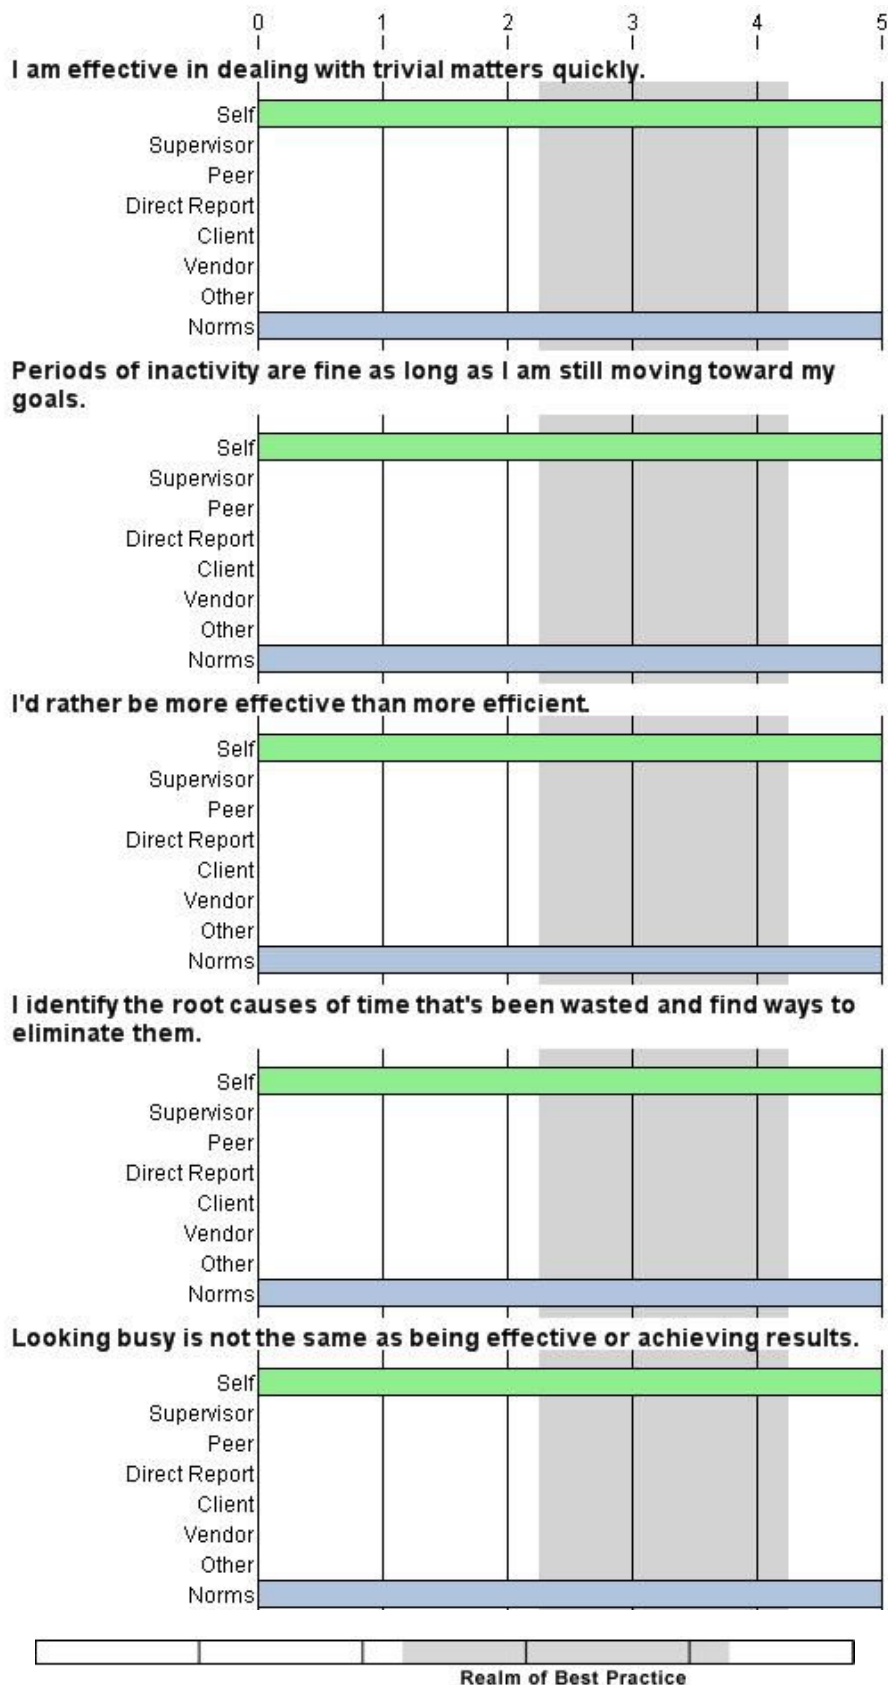 0 1 2 3 4 5
I am effective in dealing with trivial matters quickly.
Self
Supervisor
Peer
Direct Report
Client
Vendor
Other
Norms
Periods of inactivity are fine as long as I am still moving toward my
goals.
Self
Supervisor
Peer
Direct Report
Client
Vendor
Other
Norms
I'd rather be more effective than more efficient.
Self
Supervisor
Peer
Direct Report
Client
Vendor
Other
Norms
I identify the root causes of time that's been wasted and find ways to
eliminate them.
Self
Supervisor
Peer
Direct Report
Client
Vendor
Other
Norms
Looking busy is not the same as being effective or achieving results.
Self
Supervisor
Peer
Direct Report
Client
Vendor
Other
Norms
Realm of Best Practice